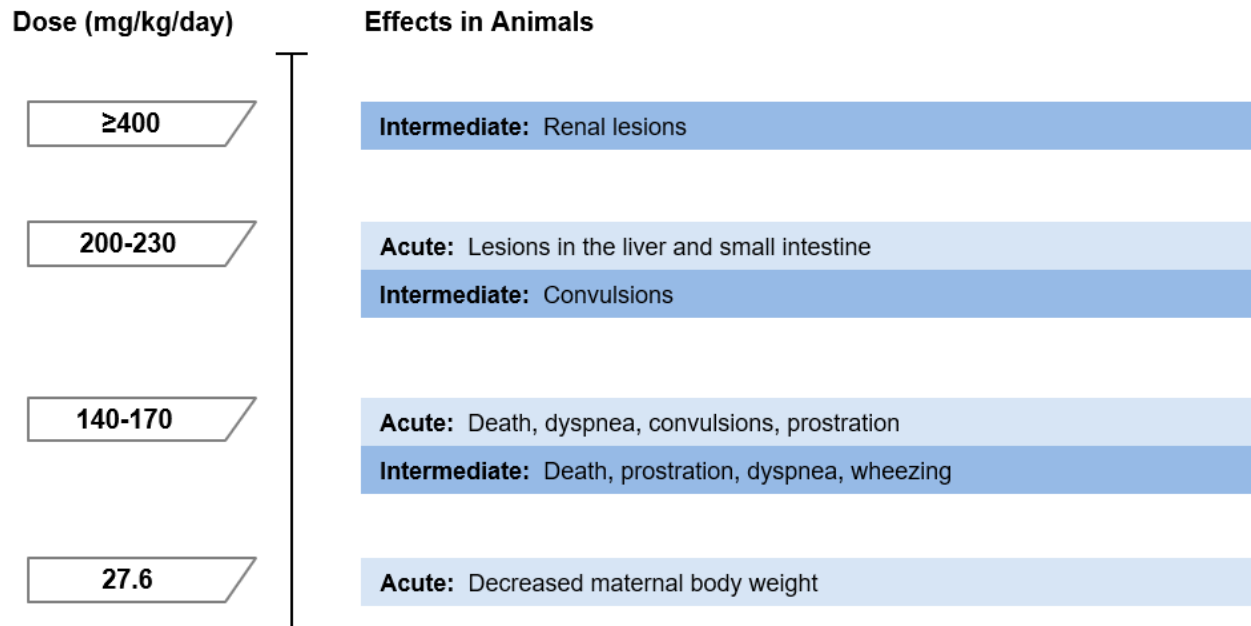 Dose (mg/kg/day) Effects in Animals
≥400 Intermediate: Renal lesions
200-230 Acute: Lesions in the liver and small intestine
Intermediate: Convulsions
140-170 Acute: Death, dyspnea, convulsions, prostration
Intermediate: Death, prostration, dyspnea, wheezing
27.6 Acute: Decreased maternal body weight